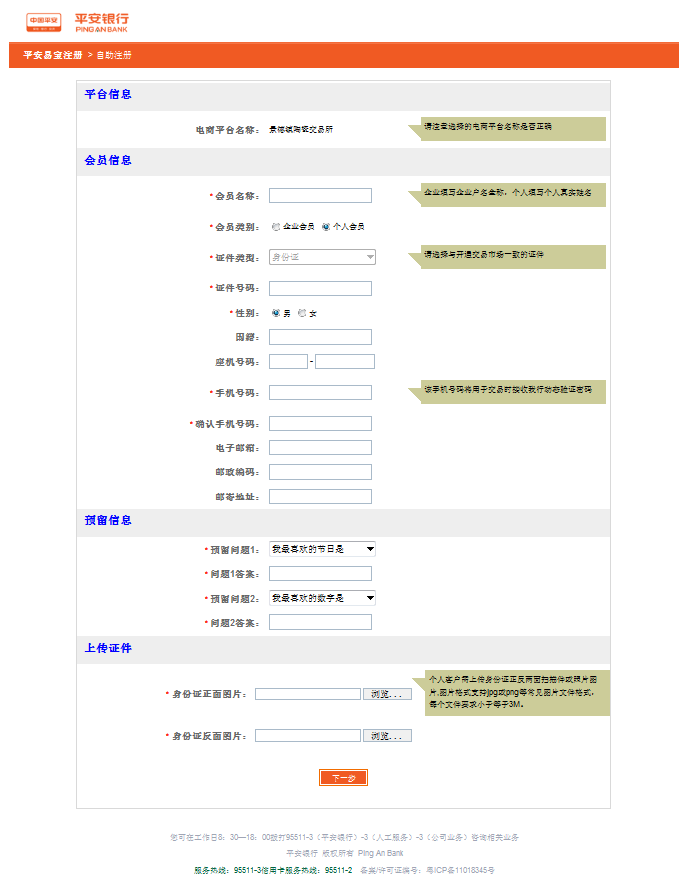 中国平安 平安银行
PING AN BANK
平安易宝注册 > 自助注册
平台信息
电商平台名称： 景德镇陶瓷交易所
请注意选择的电商平台名称是否正确
会员信息
* 会员名称：
企业填写企业户名全称，个人填写个人真实姓名
* 会员类别： 企业会员 个人会员
* 证件类型： 身份证
请选择与开通交易市场一致的证件
* 证件号码：
* 性别： 男 女
国籍：
座机号码： -
* 手机号码：
该手机号码将用于交易时接收我行动态验证密码
* 确认手机号码：
电子邮箱：
邮政编码：
邮寄地址：
预留信息
* 预留问题1： 我最喜欢的节日是
* 问题1答案：
* 预留问题2： 我最喜欢的数字是
* 问题2答案：
上传证件
* 身份证正面图片： 浏览...
个人客户需上传身份证正反两面扫描件或照片图
片,图片格式支持jpg或png等常见图片文件格式,
每个文件要求小于等于3M。
* 身份证反面图片： 浏览...
下一步
您可在工作日8：30—18：00拨打95511-3（平安银行）-3（人工服务）-3（公司业务）咨询相关业务
平安银行 版权所有 Ping An Bank
服务热线：95511-3信用卡服务热线：95511-2 备案/许可证编号：粤ICP备11018345号